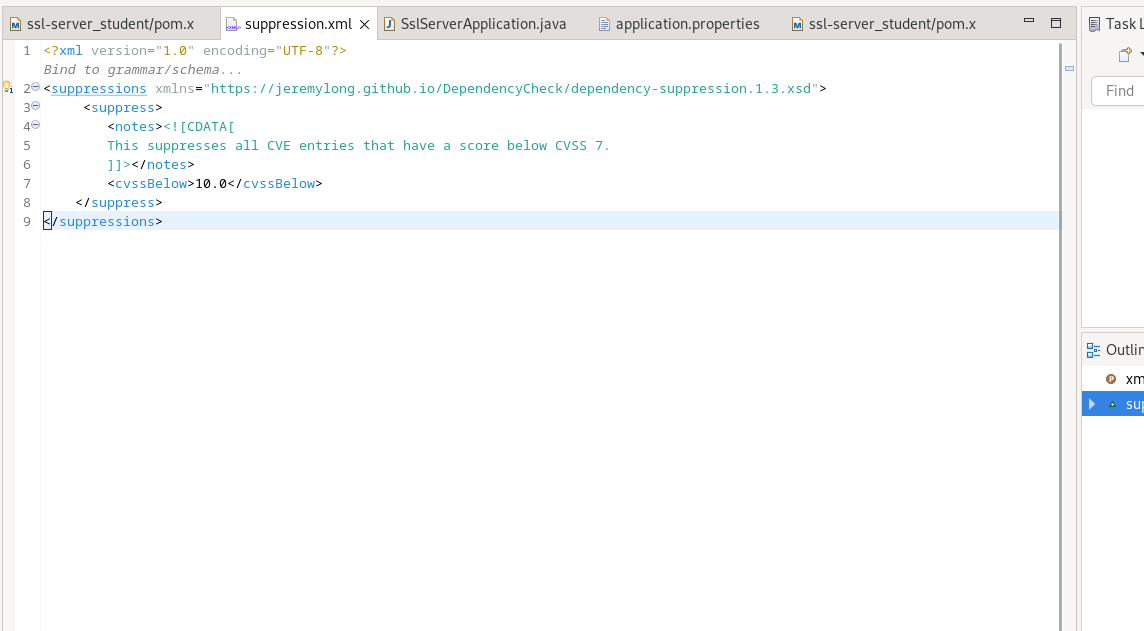 ssl-server_student/pom.x suppression.xml SslServerApplication.java application.properties ssl-server_student/pom.x Task L
1 <?xml version="1.0" encoding="UTF-8"?>
Bind to grammar/schema...
2 <suppressions xmlns="https://jeremylong.github.io/DependencyCheck/dependency-suppression.1.3.xsd">
3 <suppress>
4 <notes><![CDATA[
5 This suppresses all CVE entries that have a score below CVSS 7.
6 ]]></notes>
7 <cvssBelow>10.0</cvssBelow>
8 </suppress>
9 </suppressions>
Find
Outlin
xm
sup